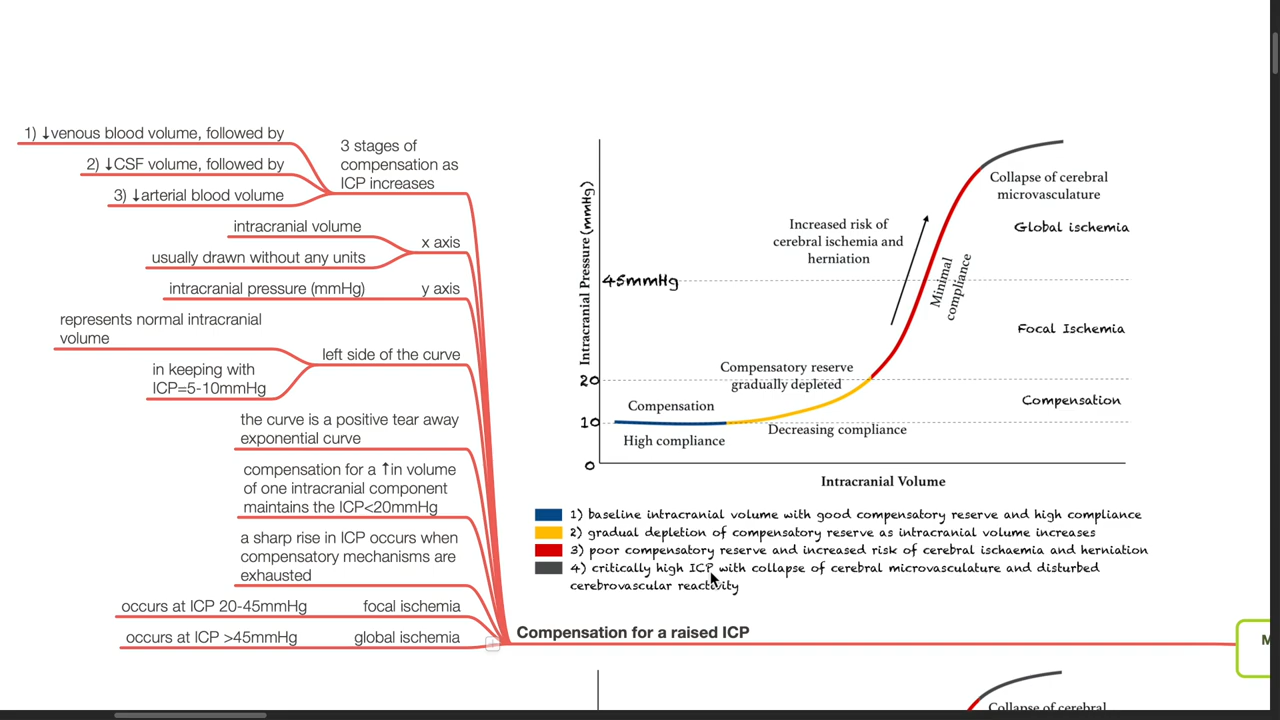 1) ↓venous blood volume, followed by
2) ↓CSF volume, followed by
3) ↓arterial blood volume
3 stages of
compensation as
ICP increases
intracranial volume
usually drawn without any units
x axis
intracranial pressure (mmHg)
y axis
represents normal intracranial
volume
in keeping with
ICP=5-10mmHg
left side of the curve
the curve is a positive tear away
exponential curve
compensation for a ↑in volume
of one intracranial component
maintains the ICP<20mmHg
a sharp rise in ICP occurs when
compensatory mechanisms are
exhausted
occurs at ICP 20-45mmHg
focal ischemia
occurs at ICP >45mmHg
global ischemia
Compensation for a raised ICP
Intracranial Pressure (mmHg)
45mmHg
20
10
0
Collapse of cerebral
microvasculature
Global ischemia
Increased risk of
cerebral ischemia and
herniation
Minimal
compliance
Focal Ischemia
Compensatory reserve
gradually depleted
Compensation
Compensation
Decreasing compliance
High compliance
Intracranial Volume
1) baseline intracranial volume with good compensatory reserve and high compliance
2) gradual depletion of compensatory reserve as intracranial volume increases
3) poor compensatory reserve and increased risk of cerebral ischaemia and herniation
4) critically high ICP with collapse of cerebral microvasculature and disturbed
cerebrovascular reactivity
M
Collapse of cerebral